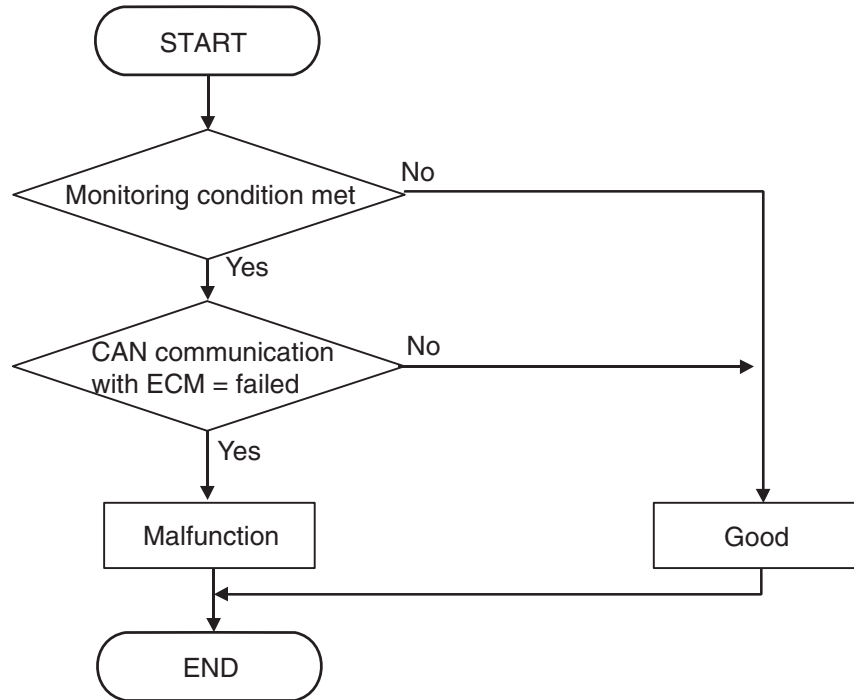 START
Monitoring condition met
No
Yes
CAN communication
with ECM = failed
No
Yes
Malfunction
Good
END